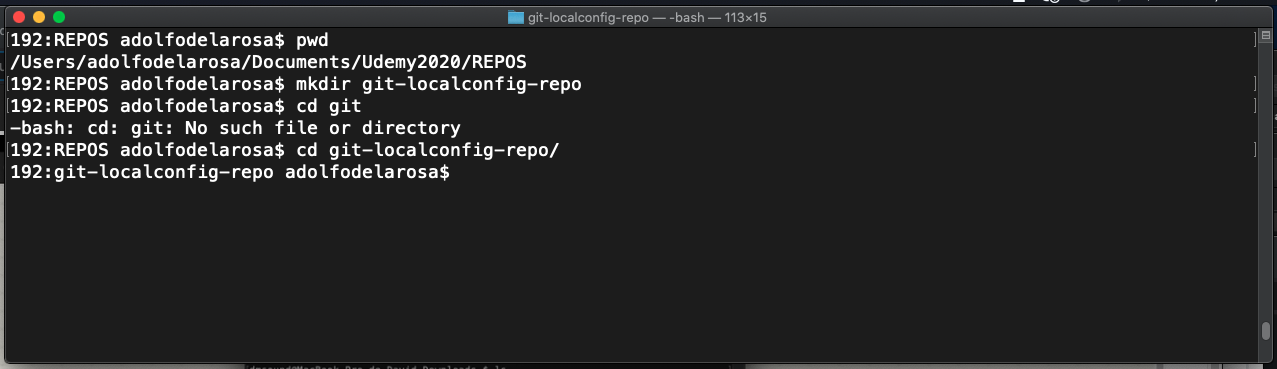 git-localconfig-repo — -bash — 113×15
[192:REPOS adolfodelarosa$ pwd ]
/Users/adolfodelarosa/Documents/Udemy2020/REPOS
[192:REPOS adolfodelarosa$ mkdir git-localconfig-repo ]
[192:REPOS adolfodelarosa$ cd git ]
-bash: cd: git: No such file or directory
[192:REPOS adolfodelarosa$ cd git-localconfig-repo/ ]
192:git-localconfig-repo adolfodelarosa$